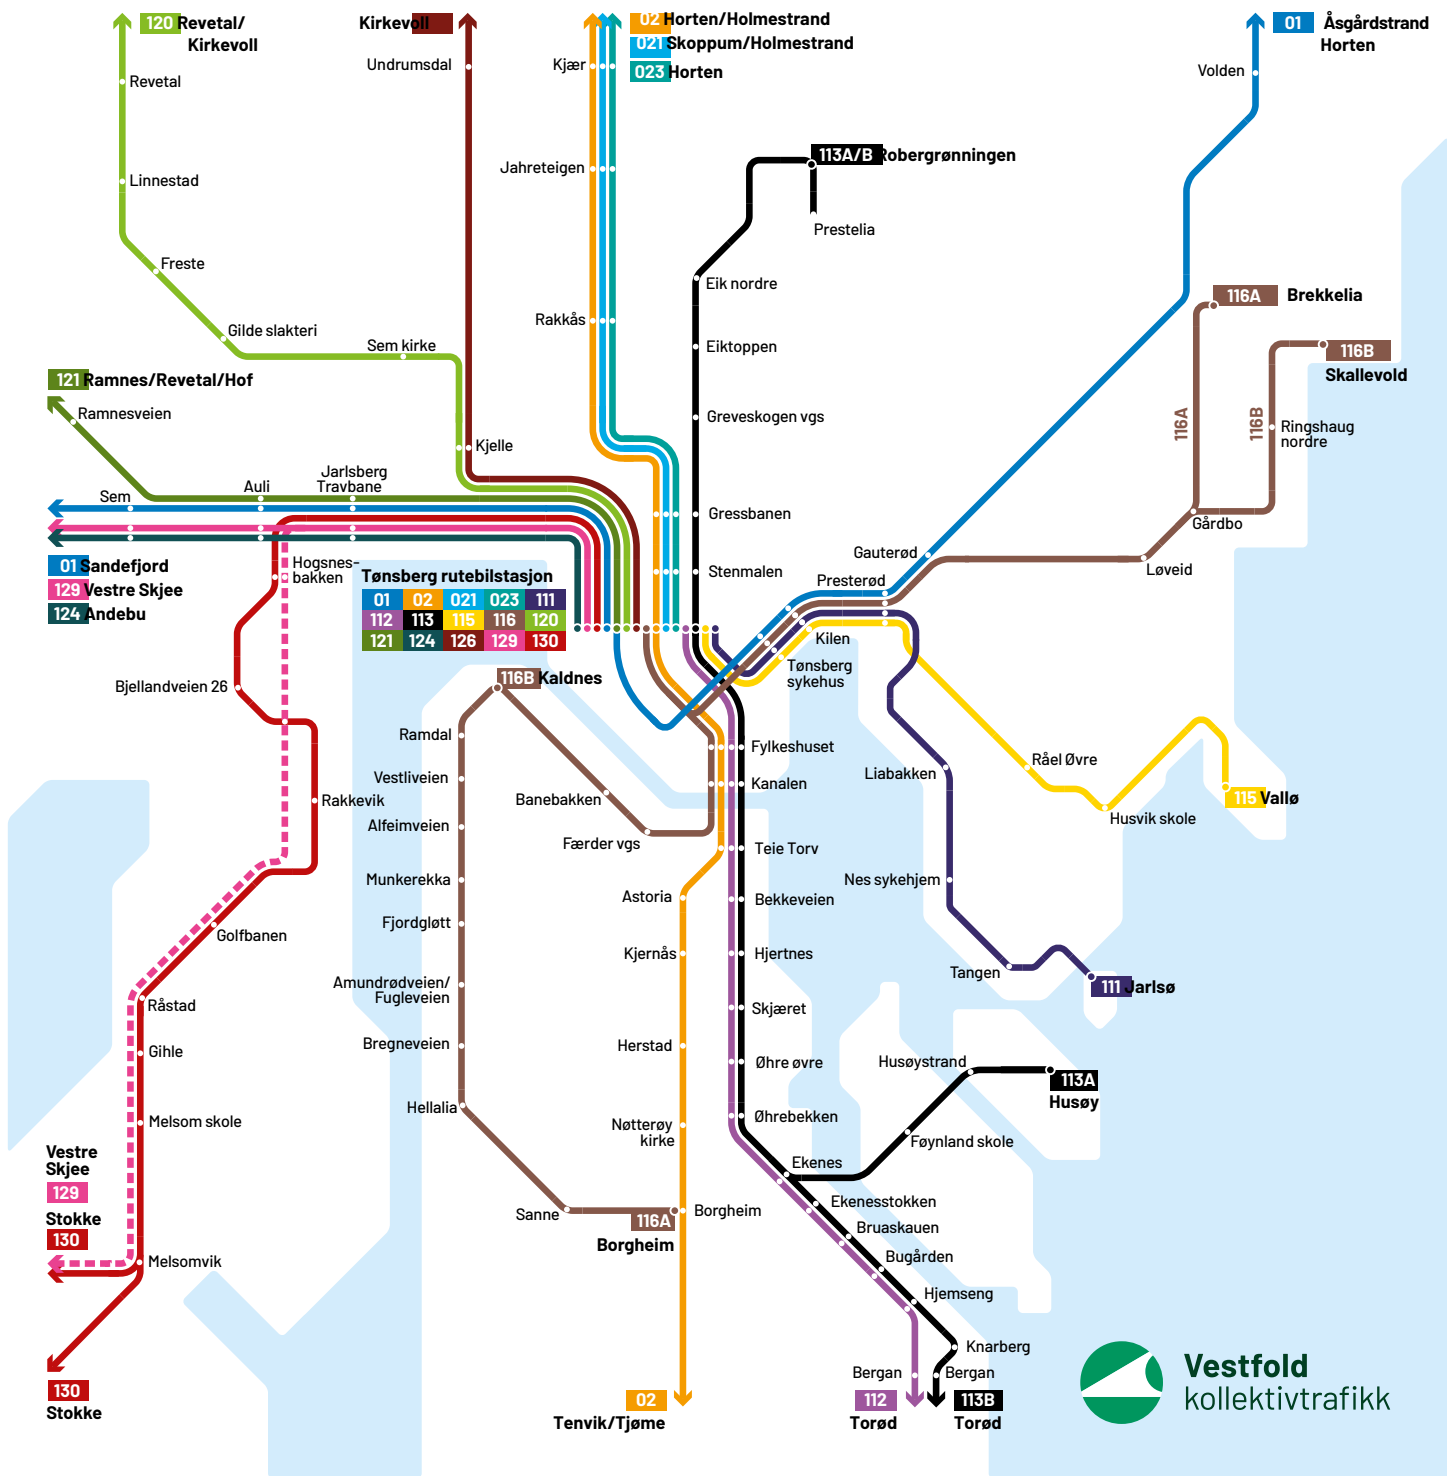 120 Revetal/
Kirkevoll
Kirkevoll
02 Horten/Holmestrand
021 Skoppum/Holmestrand
023 Horten
01 Åsgårdstrand
Horten
Undrumsdal
Kjær
Volden
Revetal
113A/B Robergrønningen
Jahreteigen
Linnestad
Prestelia
Freste
Eik nordre
116A Brekkelia
Rakkås
Gilde slakteri
Sem kirke
Eiktoppen
116B
Skallevold
121 Ramnes/Revetal/Hof
Ramnesveien
Greveskogen vgs
116A
116B
Ringshaug
nordre
Kjelle
Jarlsberg
Travbane
Auli
Sem
Gressbanen
Gårdbo
Gauterød
Løveid
Hogsnes-
bakken
01 Sandefjord
129 Vestre Skjee
124 Andebu
Tønsberg rutebilstasjon
01 02 021 023 111
112 113 115 116 120
121 124 126 129 130
Stenmalen
Presterød
Kilen
Tønsberg
sykehus
116B Kaldnes
Bjellandveien 26
Ramdal
Fylkeshuset
Vestliveien
Kanalen
Liabakken
Råel Øvre
Banebakken
Rakkevik
115 Vallø
Husvik skole
Alfeimveien
Færder vgs
Teie Torv
Munkerekka
Nes sykehjem
Astoria
Bekkeveien
Fjordgløtt
Golfbanen
Kjernås
Hjertnes
Tangen
111 Jarlsø
Amundrødveien/
Fugleveien
Råstad
Skjæret
Bregneveien
Gihle
Herstad
Øhre øvre
Husøystrand
113A
Husøy
Hellalia
Øhrebekken
Melsom skole
Nøtterøy
kirke
Føynland skole
Vestre
Skjee
129
Ekenes
Stokke
130
Sanne
116A
Borgheim
Borgheim
Ekenesstokken
Bruaskauen
Bugården
Melsomvik
Hjemseng
Knarberg
Bergan
Bergan
130
Stokke
02
Tenvik/Tjøme
112
Torød
113B
Torød
Vestfold
kollektivtrafikk